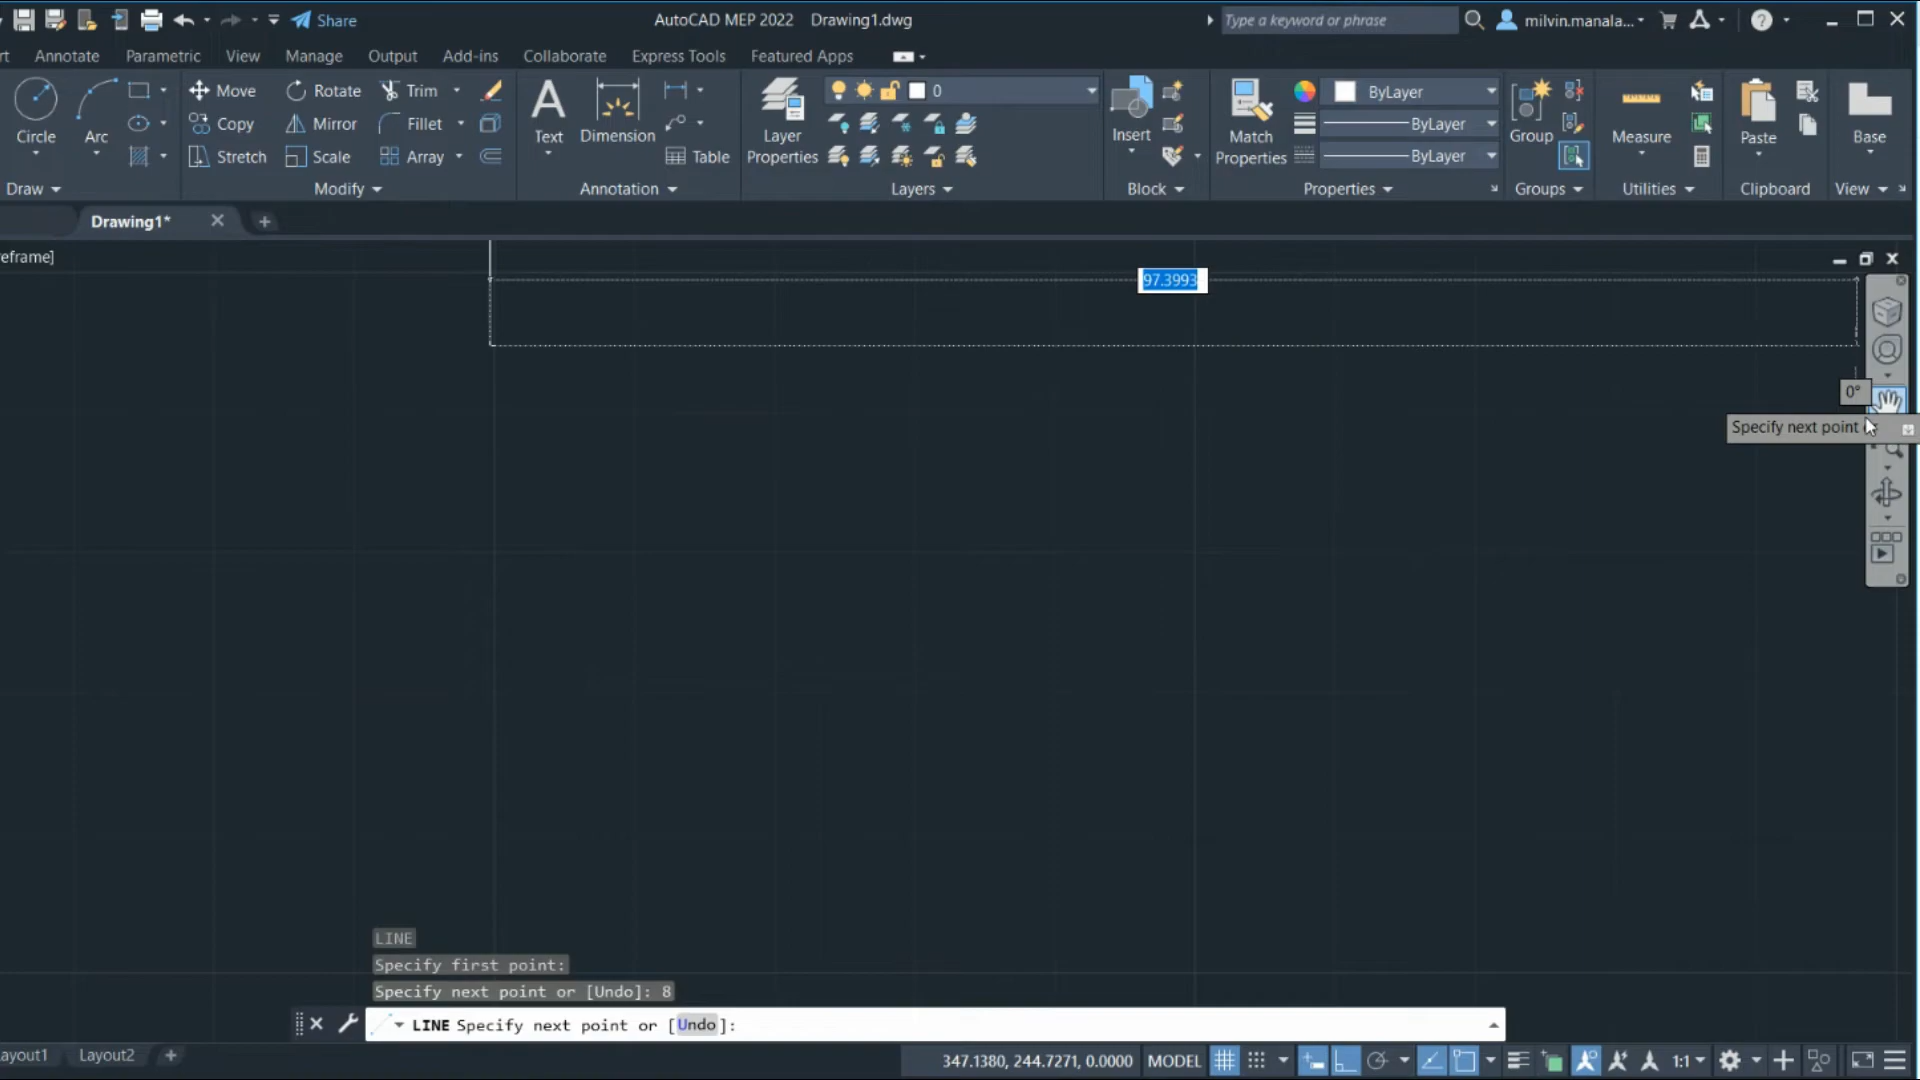 Share
AutoCAD MEP 2022 Drawing1.dwg
Type a keyword or phrase
milvin.manala...
rt Annotate Parametric View Manage Output Add-ins Collaborate Express Tools Featured Apps
Move Rotate Trim
Copy Mirror Fillet
Stretch Scale Array
Circle Arc
Text Dimension
Table
Layer
Properties
0
Insert
Match
Properties
ByLayer
ByLayer
ByLayer
Group
Measure
Paste
Base
Draw Modify Annotation Layers Block Properties Groups Utilities Clipboard View
Drawing1*
eframe]
97.3993
0°
Specify next point
LINE
Specify first point:
Specify next point or [Undo]: 8
LINE Specify next point or [Undo]:
ayout1 Layout2
347.1380, 244.7271, 0.0000 MODEL 1:1